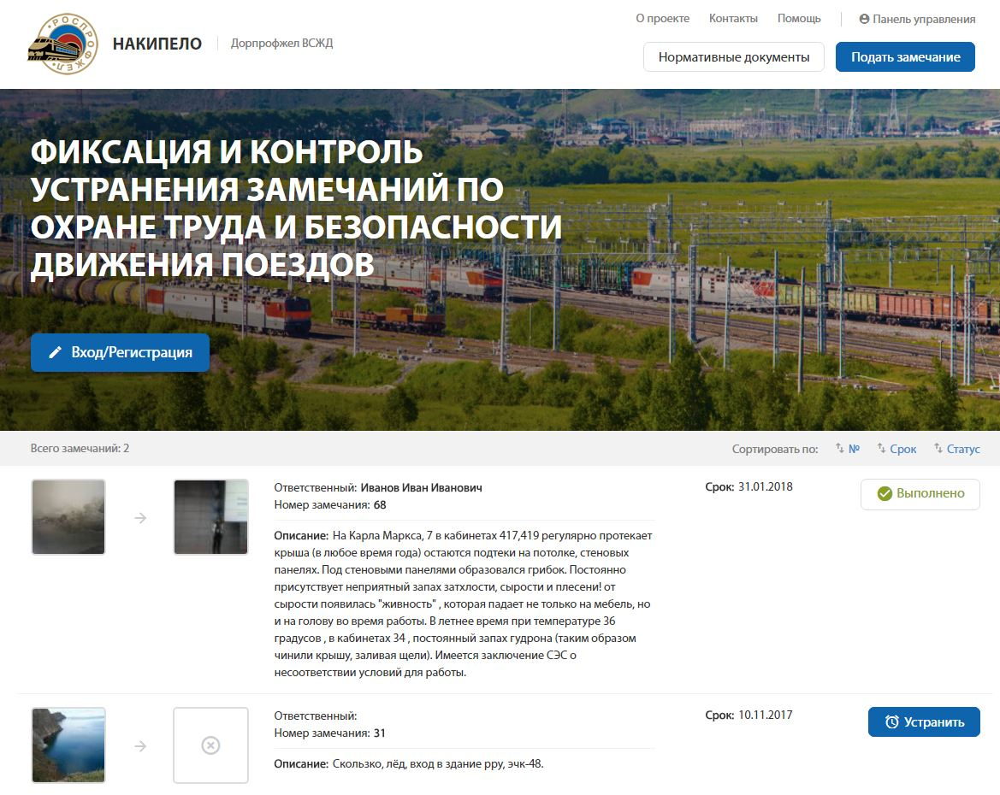 О проекте Контакты Помощь Панель управления
РОСПРОФЖЕЛ
НАКИПЕЛО Дорпрофжел ВСЖД
Нормативные документы Подать замечание
ФИКСАЦИЯ И КОНТРОЛЬ
УСТРАНЕНИЯ ЗАМЕЧАНИЙ ПО
ОХРАНЕ ТРУДА И БЕЗОПАСНОСТИ
ДВИЖЕНИЯ ПОЕЗДОВ
Вход/Регистрация
Всего замечаний: 2 Сортировать по: № Срок Статус
Ответственный: Иванов Иван Иванович Срок: 31.01.2018 Выполнено
Номер замечания: 68
Описание: На Карла Маркса, 7 в кабинетах 417,419 регулярно протекает
крыша (в любое время года) остаются подтеки на потолке, стеновых
панелях. Под стеновыми панелями образовался грибок. Постоянно
присутствует неприятный запах затхлости, сырости и плесени! от
сырости появилась "живность" , которая падает не только на мебель, но
и на голову во время работы. В летнее время при температуре 36
градусов , в кабинетах 34 , постоянный запах гудрона (таким образом
чинили крышу, заливая щели). Имеется заключение СЭС о
несоответствии условий для работы.
Ответственный: Срок: 10.11.2017 Устранить
Номер замечания: 31
Описание: Скользко, лёд, вход в здание рру, эчк-48.